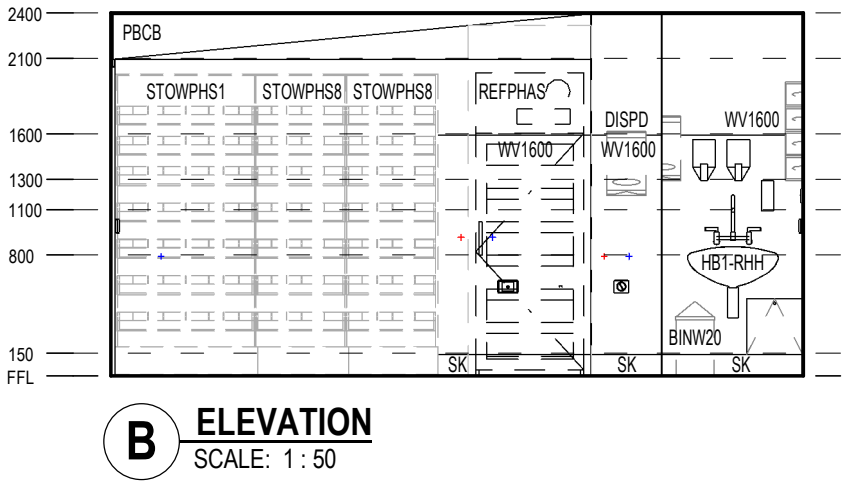 2400
PBCB
2100
STOWPHS1 STOWPHS8 STOWPHS8 REFPHAS
DISPD WV1600
1600
WV1600 WV1600
1300
1100
800
HB1-RHH
BINW20
150
SK SK SK
FFL
B ELEVATION
SCALE: 1 : 50